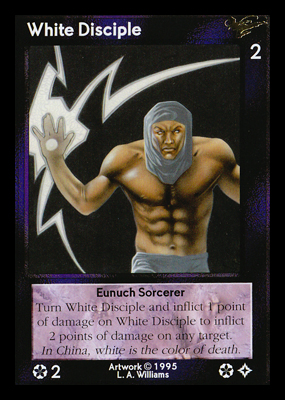 White Disciple
2
Eunuch Sorcerer
Turn White Disciple and inflict 1 point
of damage on White Disciple to inflict
2 points of damage on any target.
In China, white is the color of death.
2
Artwork © 1995
L. A. Williams